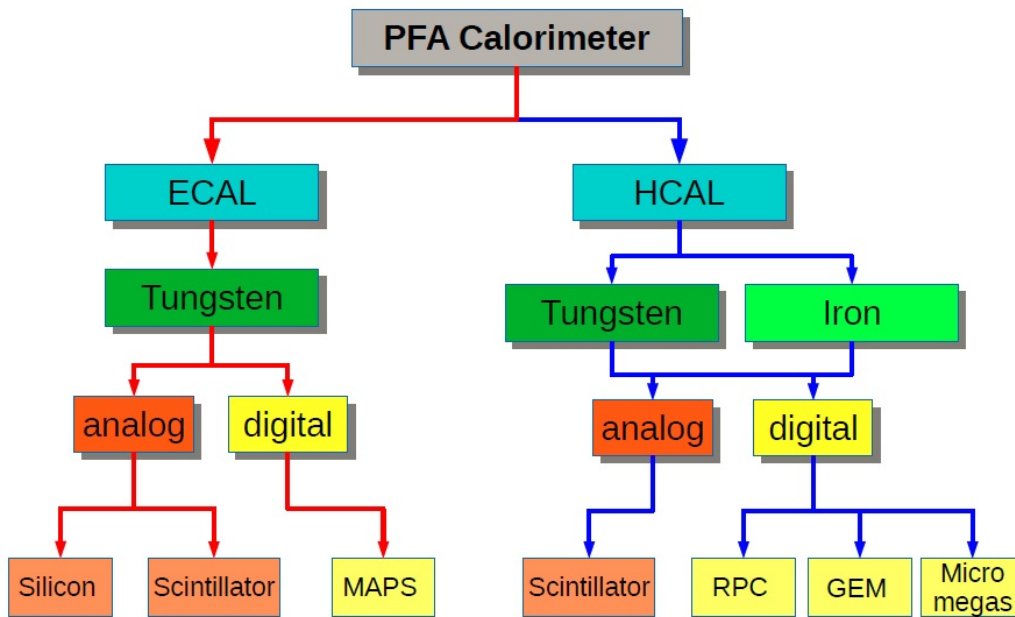 PFA Calorimeter
ECAL
HCAL
Tungsten
Tungsten
Iron
analog
digital
analog
digital
Silicon
Scintillator
MAPS
Scintillator
RPC
GEM
Micro
megas